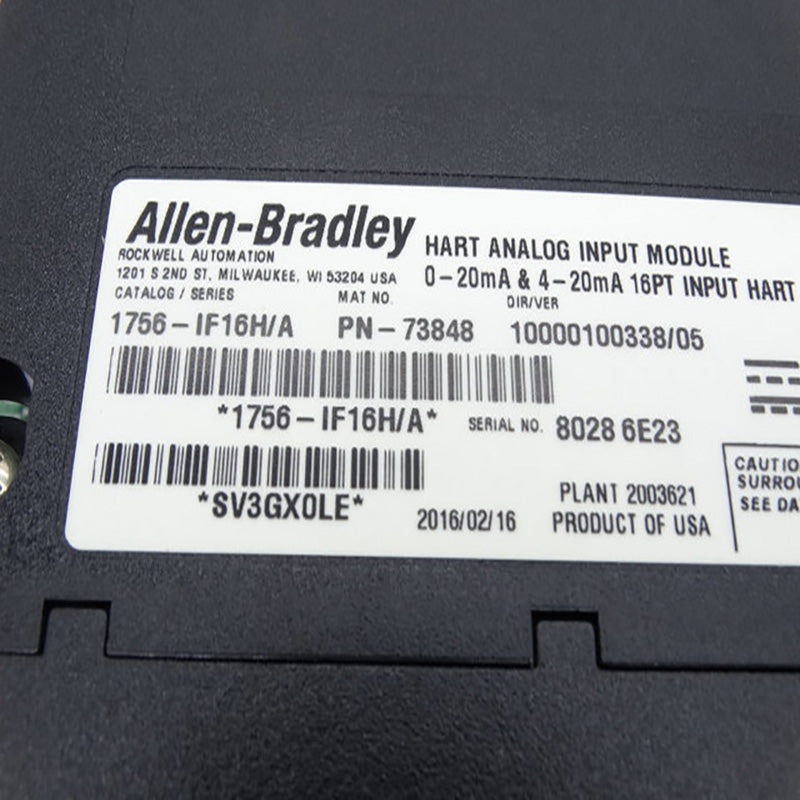 Allen-Bradley
ROCKWELL AUTOMATION
1201 S 2ND ST. MILWAUKEE, WI 53204 USA
HART ANALOG INPUT MODULE
0-20mA & 4-20mA 16PT INPUT HART
CATALOG / SERIES MAT NO. DIR/VER
1756-IF16H/A PN-73848 10000100338/05
*1756-IF16H/A* SERIAL NO. 8028 6E23
*SV3GX0LE* 2016/02/16
PLANT 2003621
PRODUCT OF USA
CAUTIO
SURROU
SEE DA